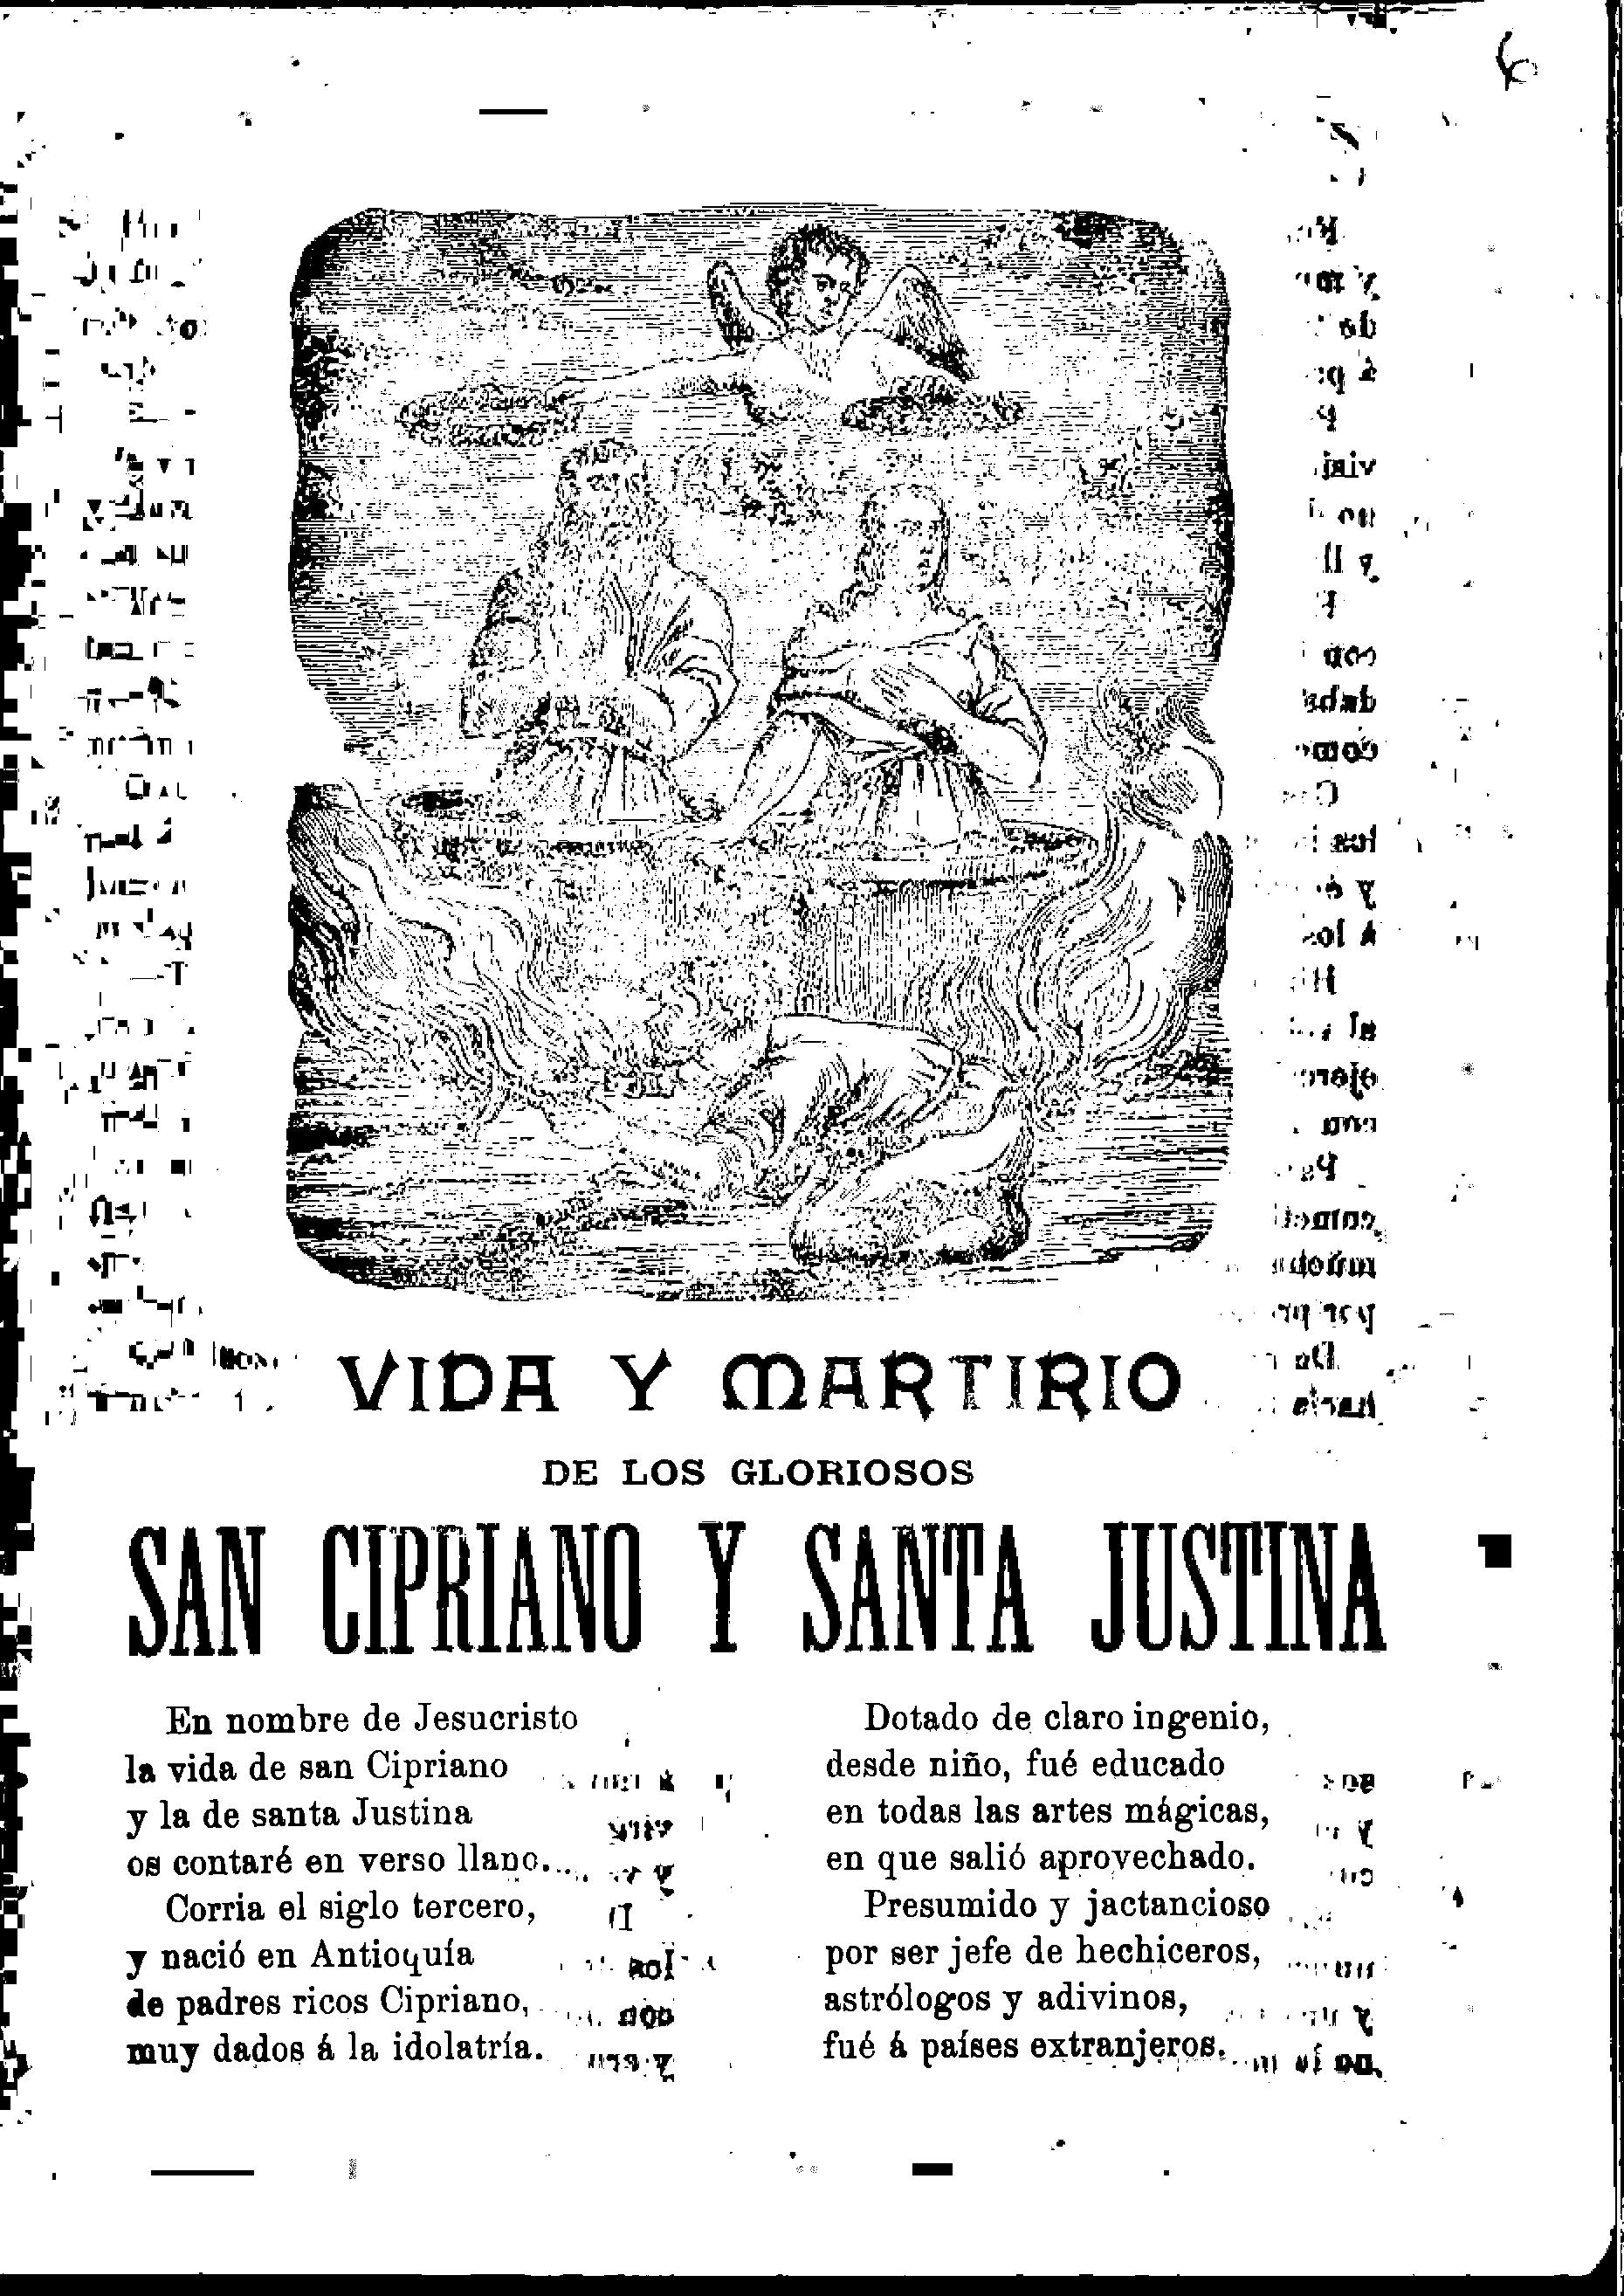 6
VIDA Y MARTIRIO
DE LOS GLORIOSOS
SAN CIPRIANO Y SANTA JUSTINA
En nombre de Jesucristo
la vida de san Cipriano
y la de santa Justina
os contaré en verso llano.
Corria el siglo tercero,
y nació en Antioquía
de padres ricos Cipriano,
muy dados á la idolatría.
Dotado de claro ingenio,
desde niño, fué educado
en todas las artes mágicas,
en que salió aprovechado.
Presumido y jactancioso
por ser jefe de hechiceros,
astrólogos y adivinos,
fué á países extranjeros.